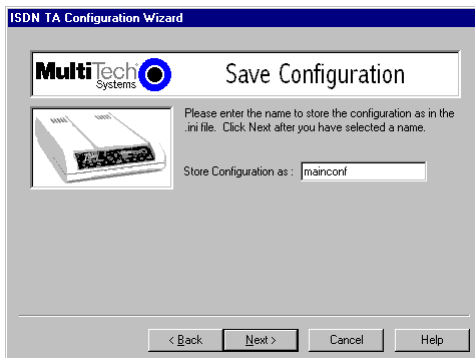 ISDN TA Configuration Wizard
MultiTech
Systems
Save Configuration
Please enter the name to store the configuration as in the
.ini file. Click Next after you have selected a name.
Store Configuration as : mainconf
< Back
Next >
Cancel
Help